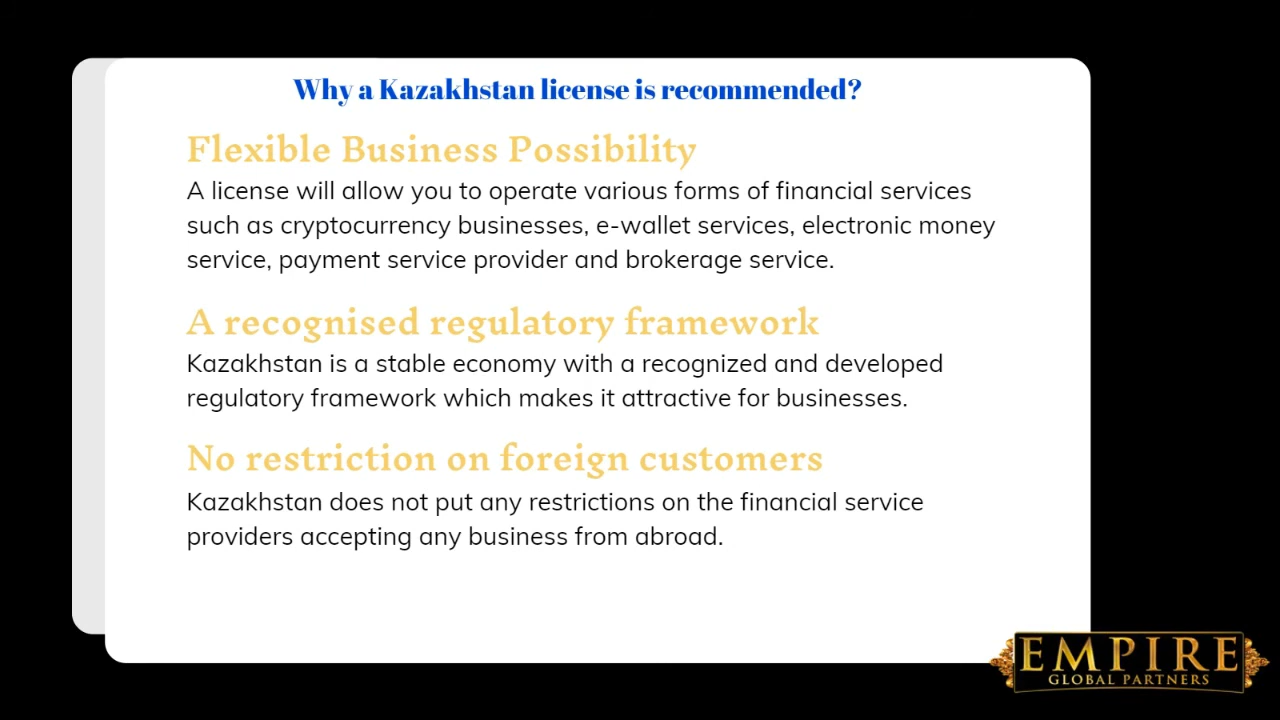 Why a Kazakhstan license is recommended?
Flexible Business Possibility
A license will allow you to operate various forms of financial services
such as cryptocurrency businesses, e-wallet services, electronic money
service, payment service provider and brokerage service.
A recognised regulatory framework
Kazakhstan is a stable economy with a recognized and developed
regulatory framework which makes it attractive for businesses.
No restriction on foreign customers
Kazakhstan does not put any restrictions on the financial service
providers accepting any business from abroad.
EMPIRE
GLOBAL PARTNERS